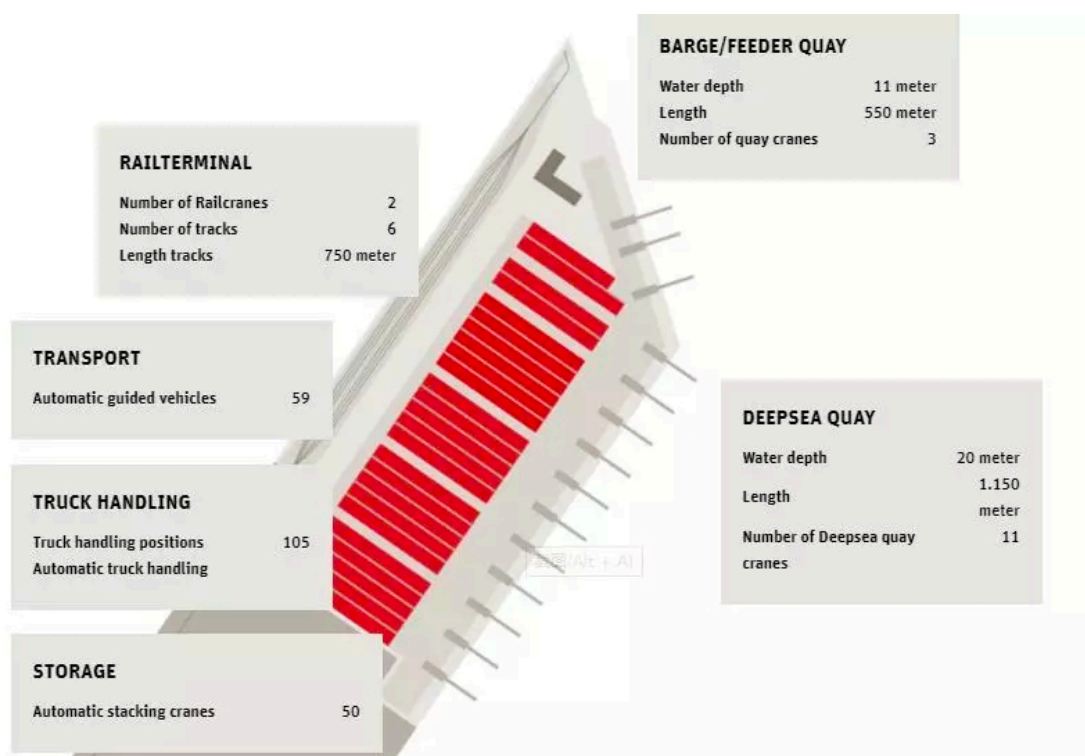 BARGE/FEEDER QUAY
Water depth 11 meter
Length 550 meter
Number of quay cranes 3
RAILTERMINAL
Number of Railcranes 2
Number of tracks 6
Length tracks 750 meter
TRANSPORT
Automatic guided vehicles 59
DEEPSEA QUAY
Water depth 20 meter
Length 1.150 meter
Number of Deepsea quay cranes 11
TRUCK HANDLING
Truck handling positions 105
Automatic truck handling
STORAGE
Automatic stacking cranes 50